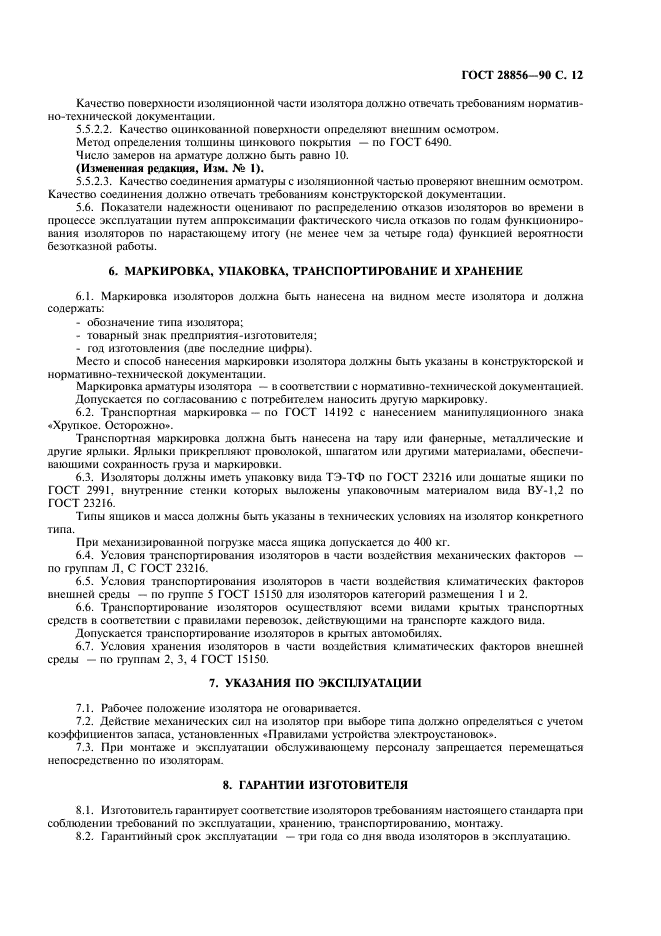 ГОСТ 28856—90 С. 12
Качество поверхности изоляционной части изолятора должно отвечать требованиям норматив-
но-технической документации.
5.5.2.2. Качество оцинкованной поверхности определяют внешним осмотром.
Метод определения толщины цинкового покрытия — по ГОСТ 6490.
Число замеров на арматуре должно быть равно 10.
(Измененная редакция, Изм. № 1).
5.5.2.3. Качество соединения арматуры с изоляционной частью проверяют внешним осмотром.
Качество соединения должно отвечать требованиям конструкторской документации.
5.6. Показатели надежности оценивают по распределению отказов изоляторов во времени в
процессе эксплуатации путем аппроксимации фактического числа отказов по годам функциониро-
вания изоляторов по нарастающему итогу (не менее чем за четыре года) функцией вероятности
безотказной работы.
6. МАРКИРОВКА, УПАКОВКА, ТРАНСПОРТИРОВАНИЕ И ХРАНЕНИЕ
6.1. Маркировка изоляторов должна быть нанесена на видном месте изолятора и должна
содержать:
- обозначение типа изолятора;
- товарный знак предприятия-изготовителя;
- год изготовления (две последние цифры).
Место и способ нанесения маркировки изолятора должны быть указаны в конструкторской и
нормативно-технической документации.
Маркировка арматуры изолятора — в соответствии с нормативно-технической документацией.
Допускается по согласованию с потребителем наносить другую маркировку.
6.2. Транспортная маркировка — по ГОСТ 14192 с нанесением манипуляционного знака
«Хрупкое. Осторожно».
Транспортная маркировка должна быть нанесена на тару или фанерные, металлические и
другие ярлыки. Ярлыки прикрепляют проволокой, шпагатом или другими материалами, обеспечи-
вающими сохранность груза и маркировки.
6.3. Изоляторы должны иметь упаковку вида ТЭ-ТФ по ГОСТ 23216 или дощатые ящики по
ГОСТ 2991, внутренние стенки которых выложены упаковочным материалом вида ВУ-1,2 по
ГОСТ 23216.
Типы ящиков и масса должны быть указаны в технических условиях на изолятор конкретного
типа.
При механизированной погрузке масса ящика допускается до 400 кг.
6.4. Условия транспортирования изоляторов в части воздействия механических факторов —
по группам Л, С ГОСТ 23216.
6.5. Условия транспортирования изоляторов в части воздействия климатических факторов
внешней среды — по группе 5 ГОСТ 15150 для изоляторов категорий размещения 1 и 2.
6.6. Транспортирование изоляторов осуществляют всеми видами крытых транспортных
средств в соответствии с правилами перевозок, действующими на транспорте каждого вида.
Допускается транспортирование изоляторов в крытых автомобилях.
6.7. Условия хранения изоляторов в части воздействия климатических факторов внешней
среды — по группам 2, 3, 4 ГОСТ 15150.
7. УКАЗАНИЯ ПО ЭКСПЛУАТАЦИИ
7.1. Рабочее положение изолятора не оговаривается.
7.2. Действие механических сил на изолятор при выборе типа должно определяться с учетом
коэффициентов запаса, установленных «Правилами устройства электроустановок».
7.3. При монтаже и эксплуатации обслуживающему персоналу запрещается перемещаться
непосредственно по изоляторам.
8. ГАРАНТИИ ИЗГОТОВИТЕЛЯ
8.1. Изготовитель гарантирует соответствие изоляторов требованиям настоящего стандарта при
соблюдении требований по эксплуатации, хранению, транспортированию, монтажу.
8.2. Гарантийный срок эксплуатации — три года со дня ввода изоляторов в эксплуатацию.